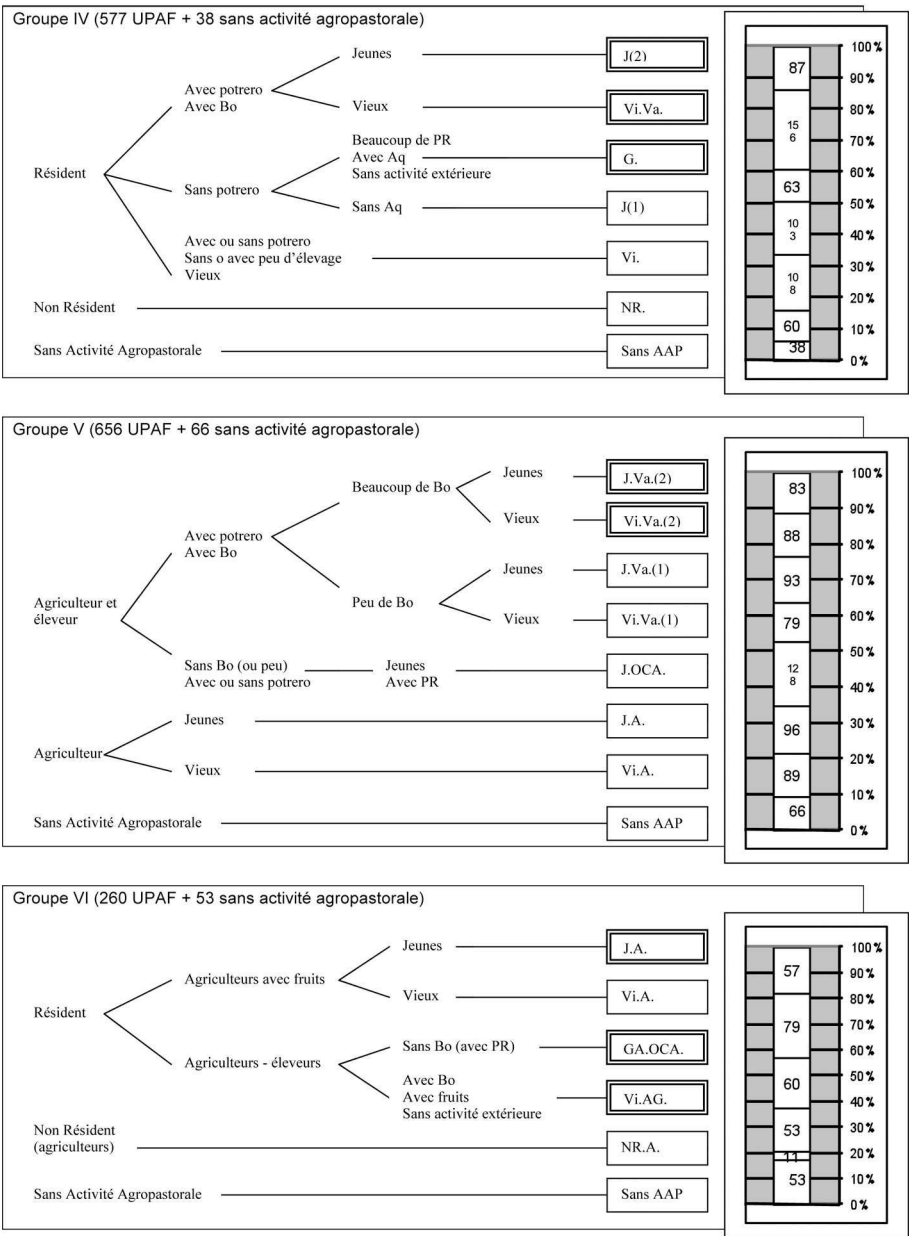 Groupe IV (577 UPAF + 38 sans activité agropastorale)
Jeunes
J(2)
Avec potrero
Avec Bo
Vieux
Vi.Va.
Beaucoup de PR
Avec Aq
Sans activité extérieure
G.
Résident
Sans potrero
Sans Aq
J(1)
Avec ou sans potrero
Sans o avec peu d'élevage
Vieux
Vi.
Non Résident
NR.
Sans Activité Agropastorale
Sans AAP
87
15
6
63
10
3
10
8
60
38
100%
90%
80%
70%
60%
50%
40%
30%
20%
10%
0%
Groupe V (656 UPAF + 66 sans activité agropastorale)
Jeunes
J.Va.(2)
Beaucoup de Bo
Vieux
Vi.Va.(2)
Avec potrero
Avec Bo
Jeunes
J.Va.(1)
Peu de Bo
Vieux
Vi.Va.(1)
Agriculteur et
éleveur
Sans Bo (ou peu)
Avec ou sans potrero
Jeunes
Avec PR
J.OCA.
Jeunes
J.A.
Agriculteur
Vieux
Vi.A.
Sans Activité Agropastorale
Sans AAP
83
88
93
79
12
8
96
89
66
100%
90%
80%
70%
60%
50%
40%
30%
20%
10%
0%
Groupe VI (260 UPAF + 53 sans activité agropastorale)
Jeunes
J.A.
Agriculteurs avec fruits
Vieux
Vi.A.
Résident
Sans Bo (avec PR)
GA.OCA.
Agriculteurs - éleveurs
Avec Bo
Avec fruits
Sans activité extérieure
Vi.AG.
Non Résident
(agriculteurs)
NR.A.
Sans Activité Agropastorale
Sans AAP
57
79
60
53
11
53
100%
90%
80%
70%
60%
50%
40%
30%
20%
10%
0%